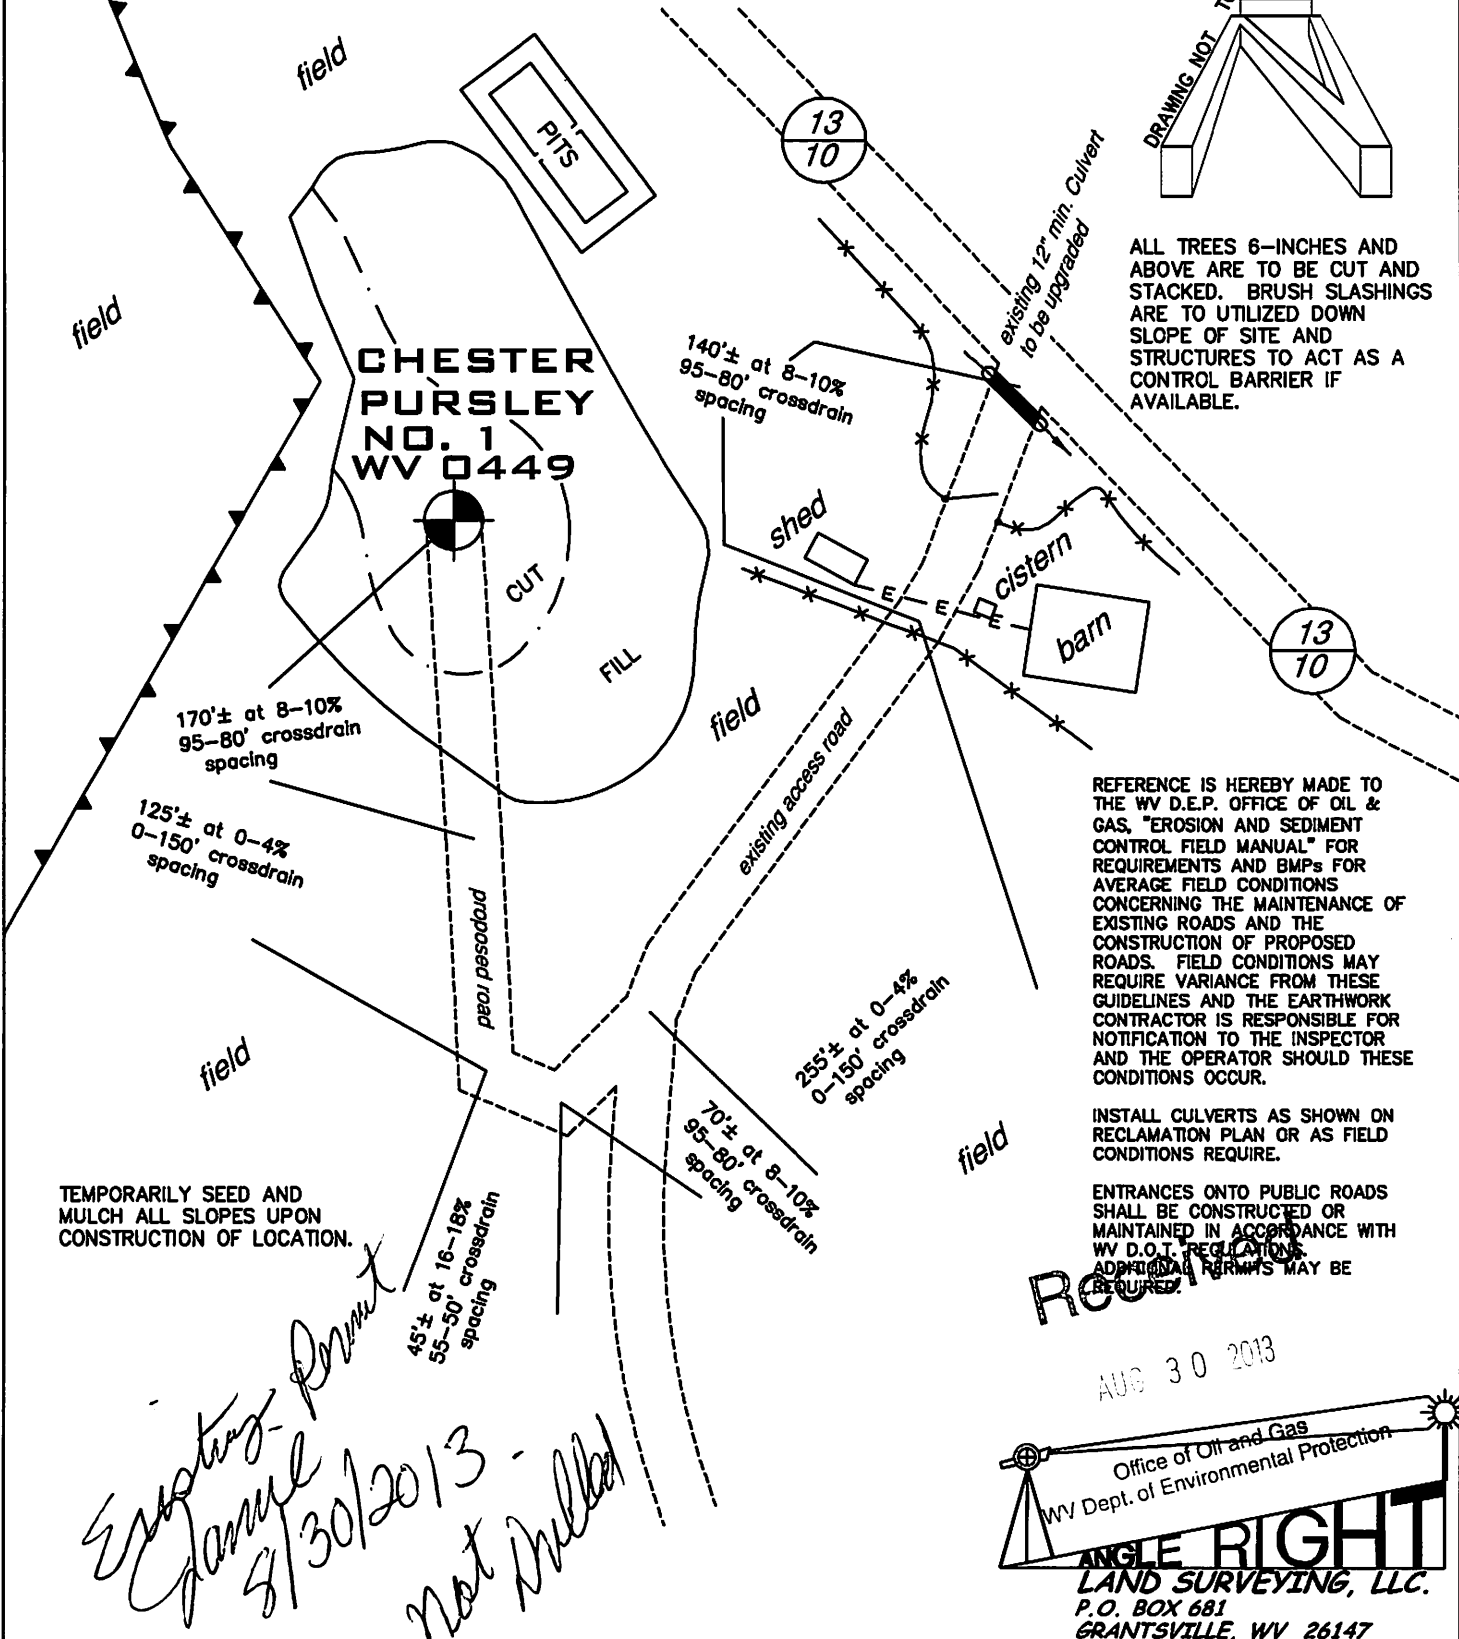 TO
DRAWING NOT
field
PITS
13
10
existing 12" min. Culvert
to be upgraded
ALL TREES 6-INCHES AND
ABOVE ARE TO BE CUT AND
STACKED. BRUSH SLASHINGS
ARE TO UTILIZED DOWN
SLOPE OF SITE AND
STRUCTURES TO ACT AS A
CONTROL BARRIER IF
AVAILABLE.
field
140'± at 8-10%
95-80' crossdrain
spacing
CHESTER
PURSLEY
NO. 1
WV 0449
shed
cistern
E
E
E
barn
13
10
CUT
FILL
field
170'± at 8-10%
95-80' crossdrain
spacing
125'± at 0-4%
0-150' crossdrain
spacing
existing access road
proposed road
REFERENCE IS HEREBY MADE TO
THE WV D.E.P. OFFICE OF OIL &
GAS, "EROSION AND SEDIMENT
CONTROL FIELD MANUAL" FOR
REQUIREMENTS AND BMPs FOR
AVERAGE FIELD CONDITIONS
CONCERNING THE MAINTENANCE OF
EXISTING ROADS AND THE
CONSTRUCTION OF PROPOSED
ROADS. FIELD CONDITIONS MAY
REQUIRE VARIANCE FROM THESE
GUIDELINES AND THE EARTHWORK
CONTRACTOR IS RESPONSIBLE FOR
NOTIFICATION TO THE INSPECTOR
AND THE OPERATOR SHOULD THESE
CONDITIONS OCCUR.
field
255'± at 0-4%
0-150' crossdrain
spacing
70'± at 8-10%
95-80' crossdrain
spacing
field
INSTALL CULVERTS AS SHOWN ON
RECLAMATION PLAN OR AS FIELD
CONDITIONS REQUIRE.
TEMPORARILY SEED AND
MULCH ALL SLOPES UPON
CONSTRUCTION OF LOCATION.
45'± at 16-18%
55-50' crossdrain
spacing
ENTRANCES ONTO PUBLIC ROADS
SHALL BE CONSTRUCTED OR
MAINTAINED IN ACCORDANCE WITH
WV D.O.T. REGULATIONS.
ADDITIONAL PERMITS MAY BE
REQUIRED.
Received
AUG 30 2013
Office of Oil and Gas
WV Dept. of Environmental Protection
Existing Permit
8/30/2013 -
Not Drilled
ANGLE RIGHT
LAND SURVEYING, LLC.
P.O. BOX 681
GRANTSVILLE, WV 26147